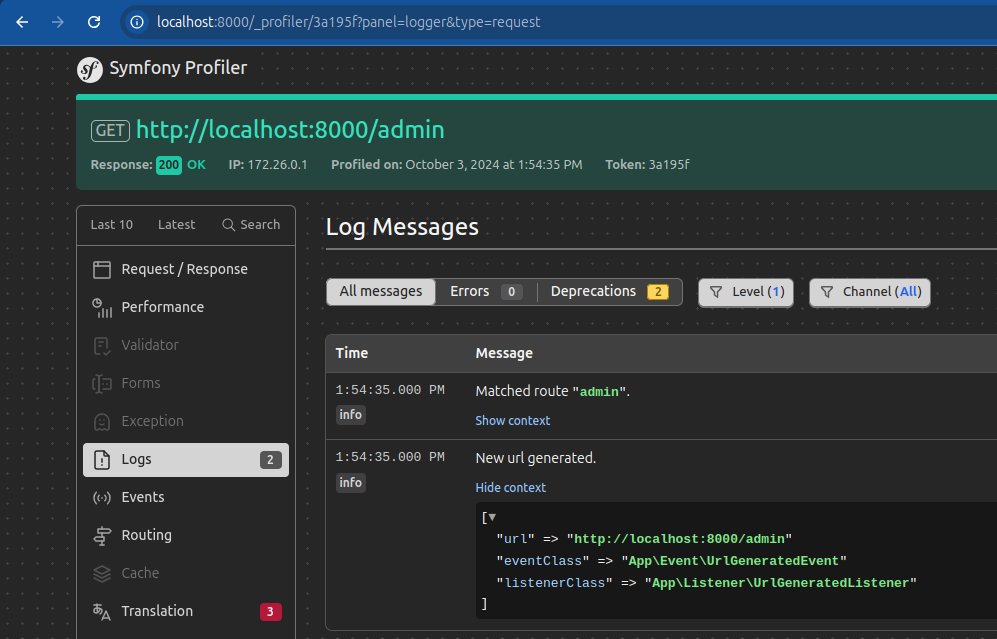 localhost:8000/_profiler/3a195f?panel=logger&type=request
sf Symfony Profiler
GET http://localhost:8000/admin
Response: 200 OK IP: 172.26.0.1 Profiled on: October 3, 2024 at 1:54:35 PM Token: 3a195f
Last 10 Latest Search
Request / Response
Performance
Validator
Forms
Exception
Logs 2
Events
Routing
Cache
Translation 3
Log Messages
All messages Errors 0 Deprecations 2 Level (1) Channel (All)
Time Message
1:54:35.000 PM Matched route "admin".
info Show context
1:54:35.000 PM New url generated.
info Hide context
[▼
"url" => "http://localhost:8000/admin"
"eventClass" => "App\Event\UrlGeneratedEvent"
"listenerClass" => "App\Listener\UrlGeneratedListener"
]